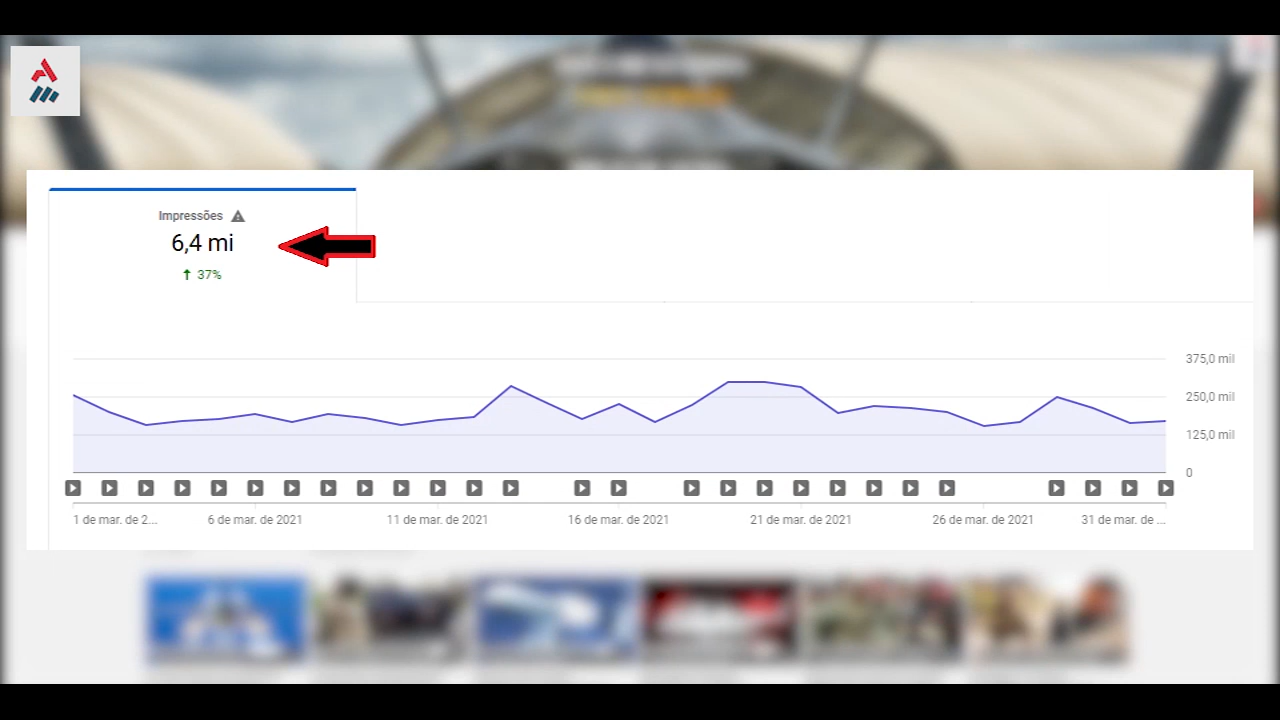 Impressões
6,4 mi
37%
375,0 mil
250,0 mil
125,0 mil
0
1 de mar. de 2...
6 de mar. de 2021
11 de mar. de 2021
16 de mar. de 2021
21 de mar. de 2021
26 de mar. de 2021
31 de mar. de ...